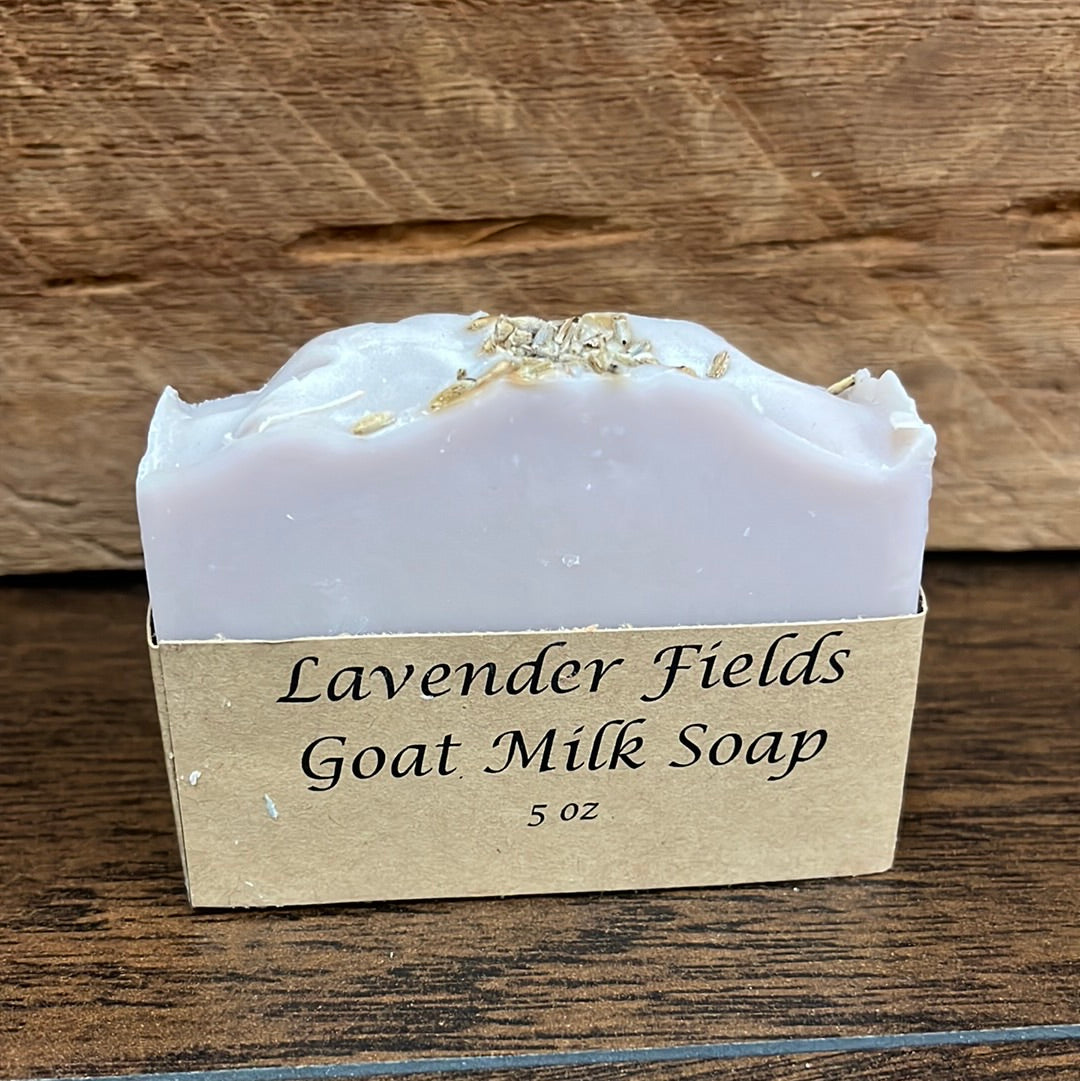 Lavender Fields
Goat Milk Soap
5 oz